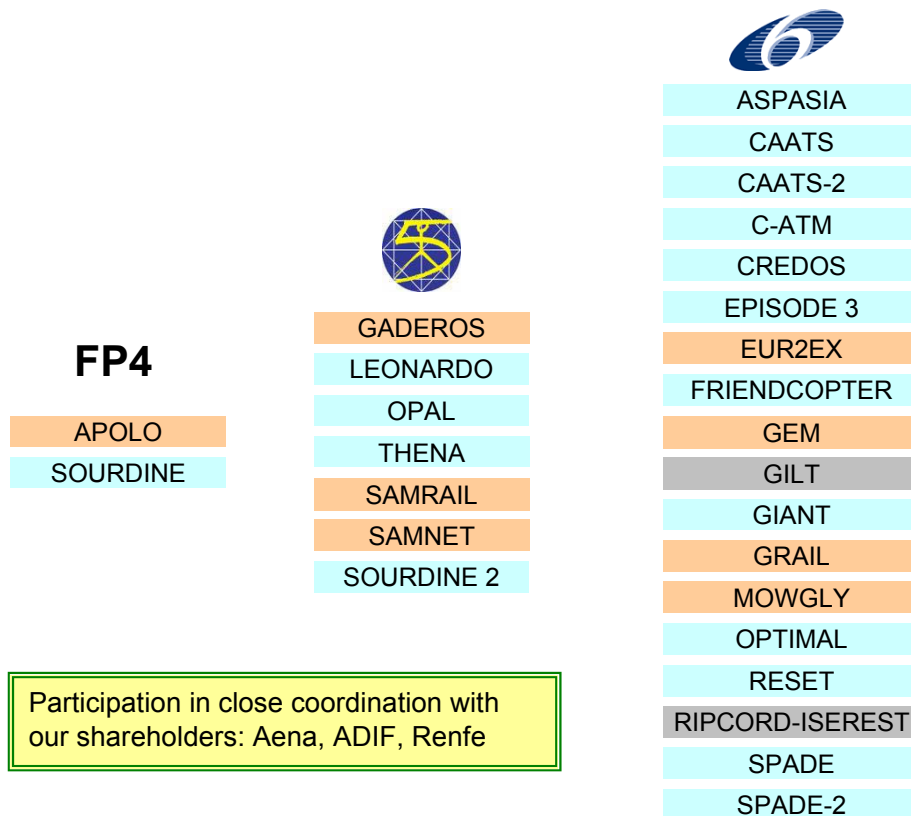 FP4
APOLO
SOURDINE
5
GADEROS
LEONARDO
OPAL
THENA
SAMRAIL
SAMNET
SOURDINE 2
6
ASPASIA
CAATS
CAATS-2
C-ATM
CREDOS
EPISODE 3
EUR2EX
FRIENDCOPTER
GEM
GILT
GIANT
GRAIL
MOWGLY
OPTIMAL
RESET
RIPCORD-ISEREST
SPADE
SPADE-2
Participation in close coordination with
our shareholders: Aena, ADIF, Renfe